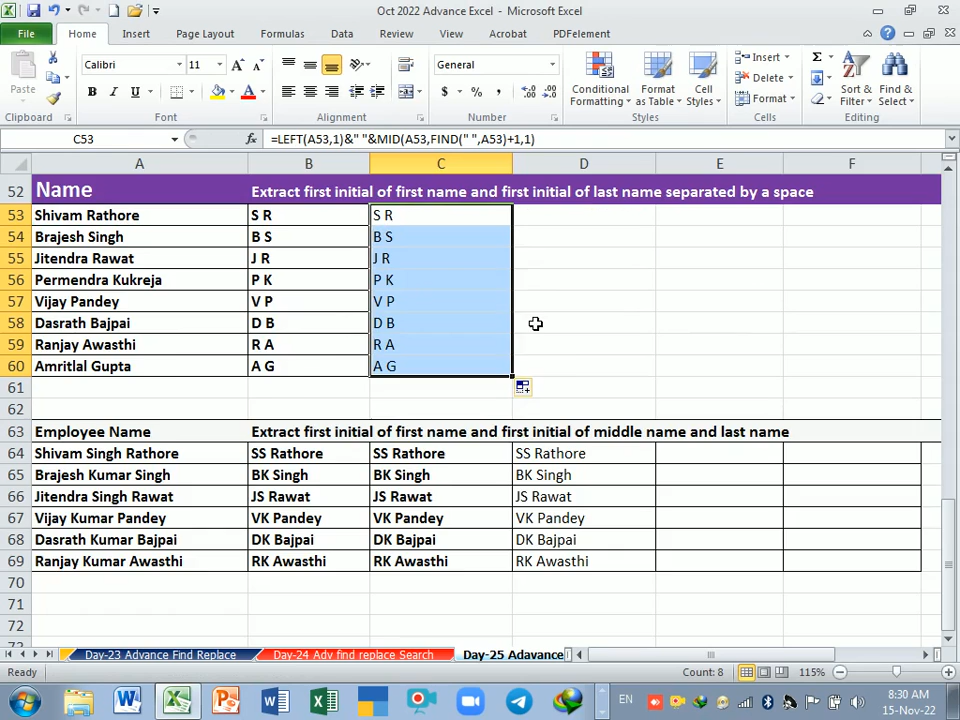 Oct 2022 Advance Excel - Microsoft Excel
File Home Insert Page Layout Formulas Data Review View Acrobat PDFelement
Paste Calibri 11 A A General Conditional Formatting Format as Table Cell Styles Insert Delete Format Σ Sort & Filter Find & Select
B I U A $ % ,
Clipboard Font Alignment Number Styles Cells Editing
C53 fx =LEFT(A53,1)&" "&MID(A53,FIND(" ",A53)+1,1)
A B C D E F
52 Name Extract first initial of first name and first initial of last name separated by a space
53 Shivam Rathore S R S R
54 Brajesh Singh B S B S
55 Jitendra Rawat J R J R
56 Permendra Kukreja P K P K
57 Vijay Pandey V P V P
58 Dasrath Bajpai D B D B
59 Ranjay Awasthi R A R A
60 Amritlal Gupta A G A G
61
62
63 Employee Name Extract first initial of first name and first initial of middle name and last name
64 Shivam Singh Rathore SS Rathore SS Rathore SS Rathore
65 Brajesh Kumar Singh BK Singh BK Singh BK Singh
66 Jitendra Singh Rawat JS Rawat JS Rawat JS Rawat
67 Vijay Kumar Pandey VK Pandey VK Pandey VK Pandey
68 Dasrath Kumar Bajpai DK Bajpai DK Bajpai DK Bajpai
69 Ranjay Kumar Awasthi RK Awasthi RK Awasthi RK Awasthi
70
71
72
Day-23 Advance Find Replace Day-24 Adv find replace Search Day-25 Adavance
Ready Count: 8 115%
EN 8:30 AM
15-Nov-22